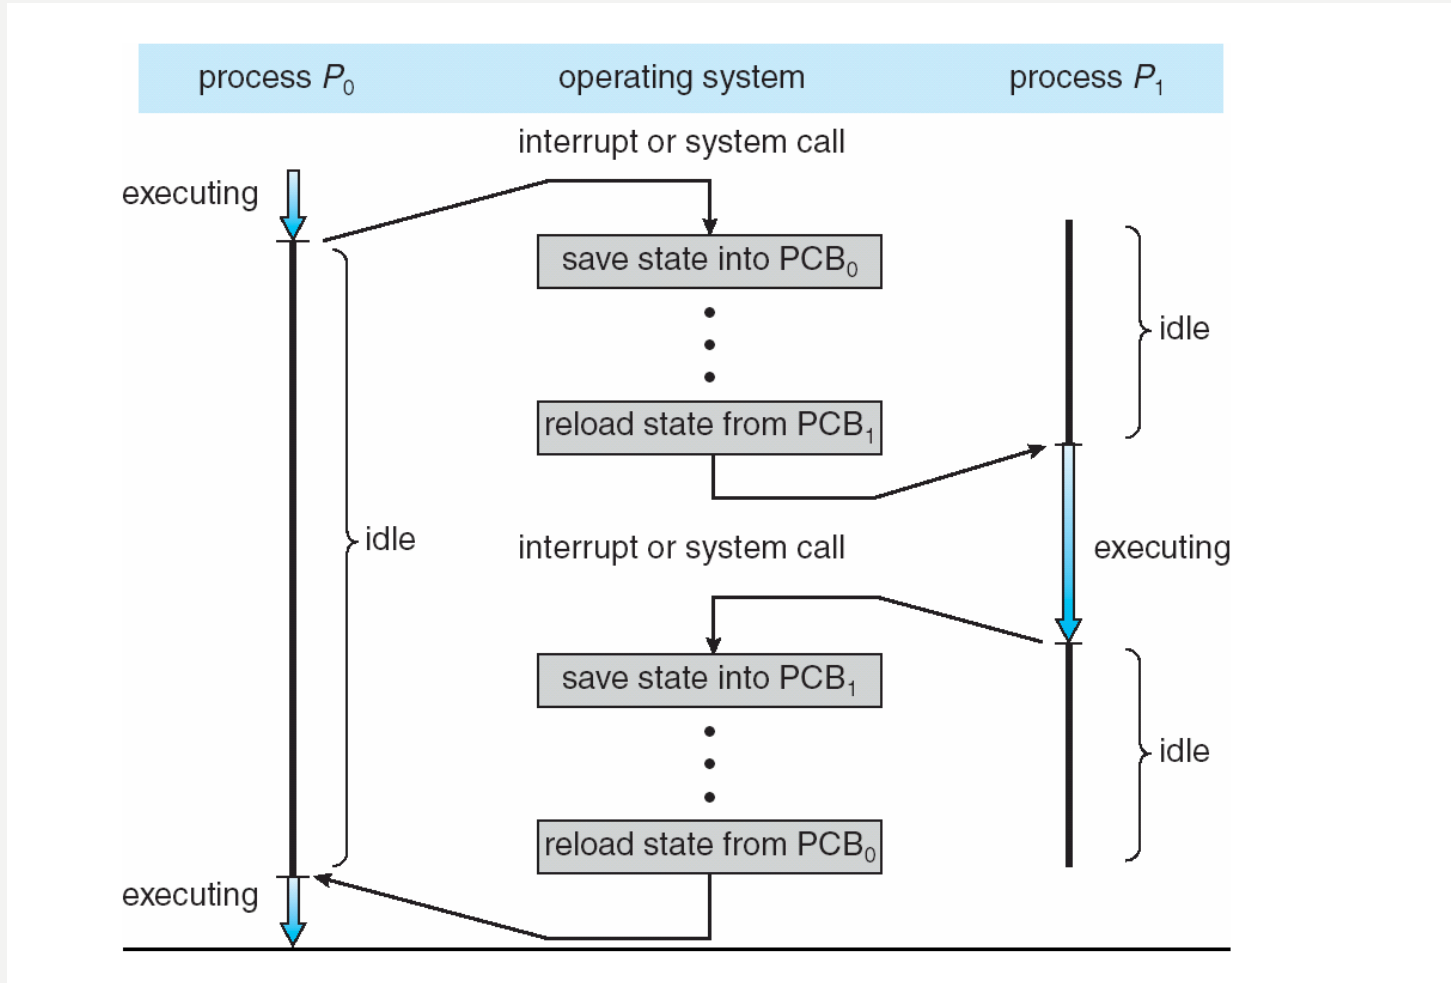 process P₀ operating system process P₁
interrupt or system call
executing
save state into PCB₀
idle
reload state from PCB₁
idle
interrupt or system call
executing
save state into PCB₁
idle
reload state from PCB₀
executing